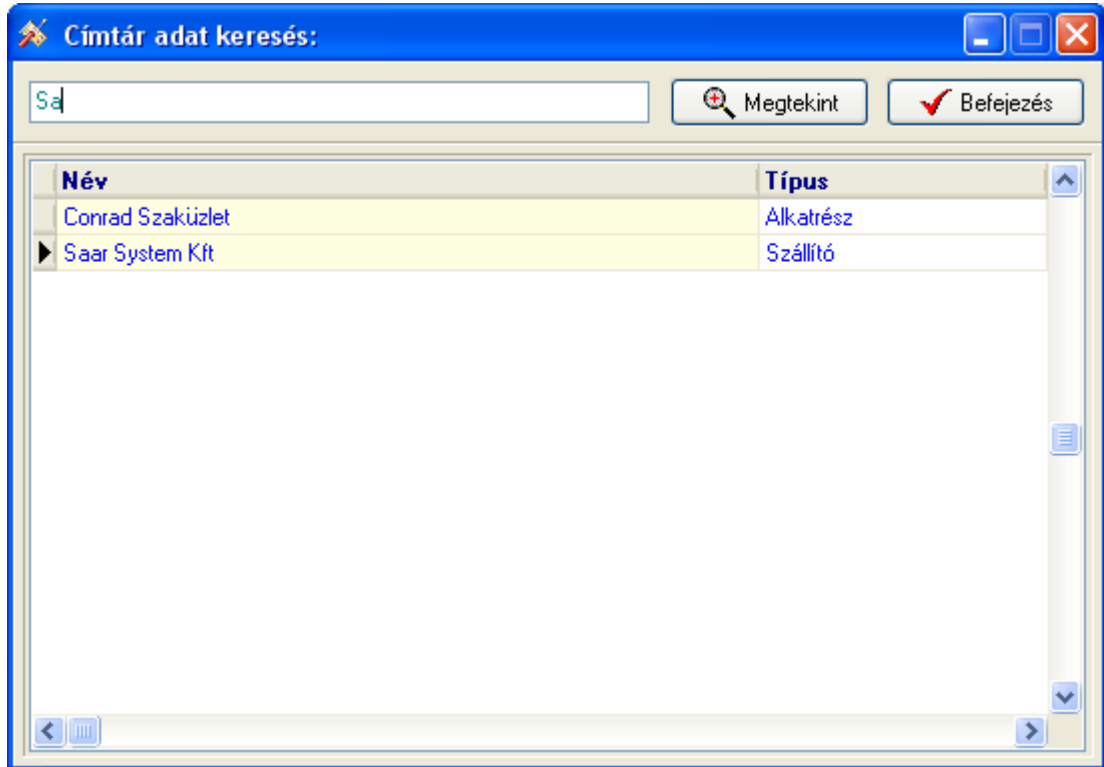 Címtár adat keresés:
Sa Megtekint Befejezés
Név Típus
Conrad Szaküzlet Alkatrész
Saar System Kft Szállító